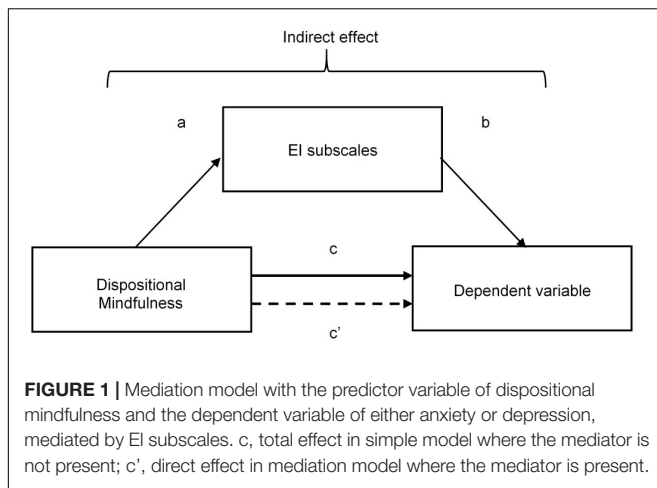 Indirect effect
a
b
EI subscales
c
Dispositional
Mindfulness
Dependent variable
c’
FIGURE 1 | Mediation model with the predictor variable of dispositional
mindfulness and the dependent variable of either anxiety or depression,
mediated by EI subscales. c, total effect in simple model where the mediator is
not present; c’, direct effect in mediation model where the mediator is present.